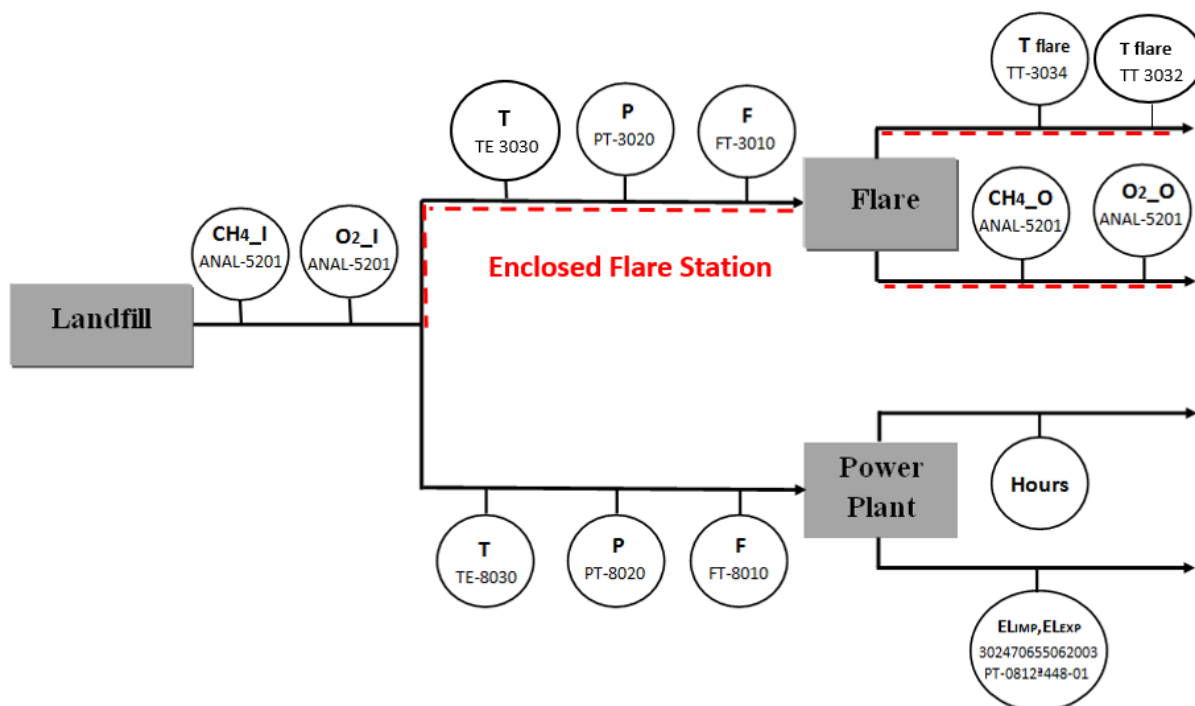 T flare
TT-3034
T flare
TT 3032
T
TE 3030
P
PT-3020
F
FT-3010
Flare
CH4_O
ANAL-5201
O2_O
ANAL-5201
CH4_I
ANAL-5201
O2_I
ANAL-5201
Enclosed Flare Station
Landfill
Power
Plant
Hours
T
TE-8030
P
PT-8020
F
FT-8010
ELIMP,ELEXP
302470655062003
PT-0812ª448-01